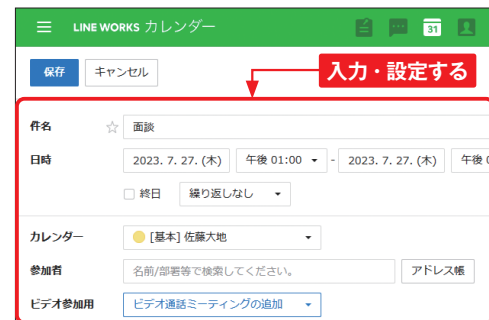 LINE WORKS カレンダー 31
保存 キャンセル
入力・設定する
件名 ☆ 面談
日時 2023. 7. 27. (木) 午後 01:00 - 2023. 7. 27. (木) 午後 0
終日 繰り返しなし
カレンダー [基本] 佐藤大地
参加者 名前/部署等で検索してください。 アドレス帳
ビデオ参加用 ビデオ通話ミーティングの追加